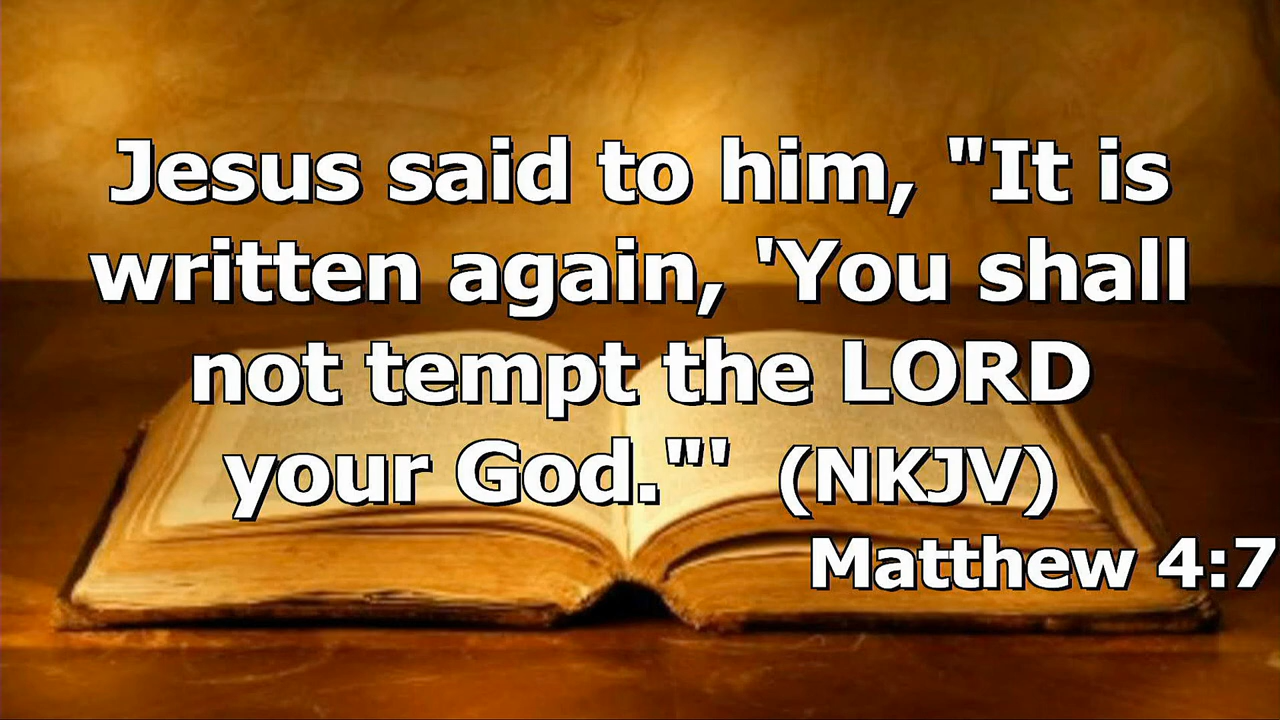 Jesus said to him, "It is
written again, 'You shall
not tempt the LORD
your God."' (NKJV)
Matthew 4:7